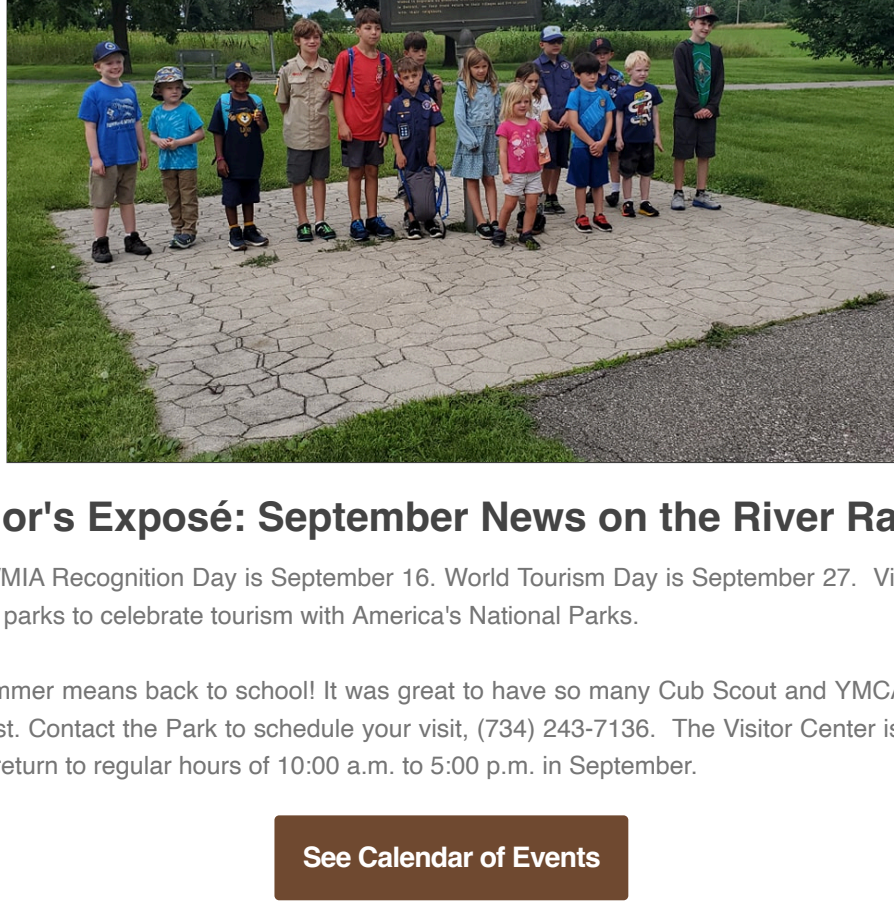 or's Exposé: September News on the River Ra
MIA Recognition Day is September 16. World Tourism Day is September 27. Vi
parks to celebrate tourism with America's National Parks.
mmer means back to school! It was great to have so many Cub Scout and YMCA
st. Contact the Park to schedule your visit, (734) 243-7136. The Visitor Center is
return to regular hours of 10:00 a.m. to 5:00 p.m. in September.
See Calendar of Events